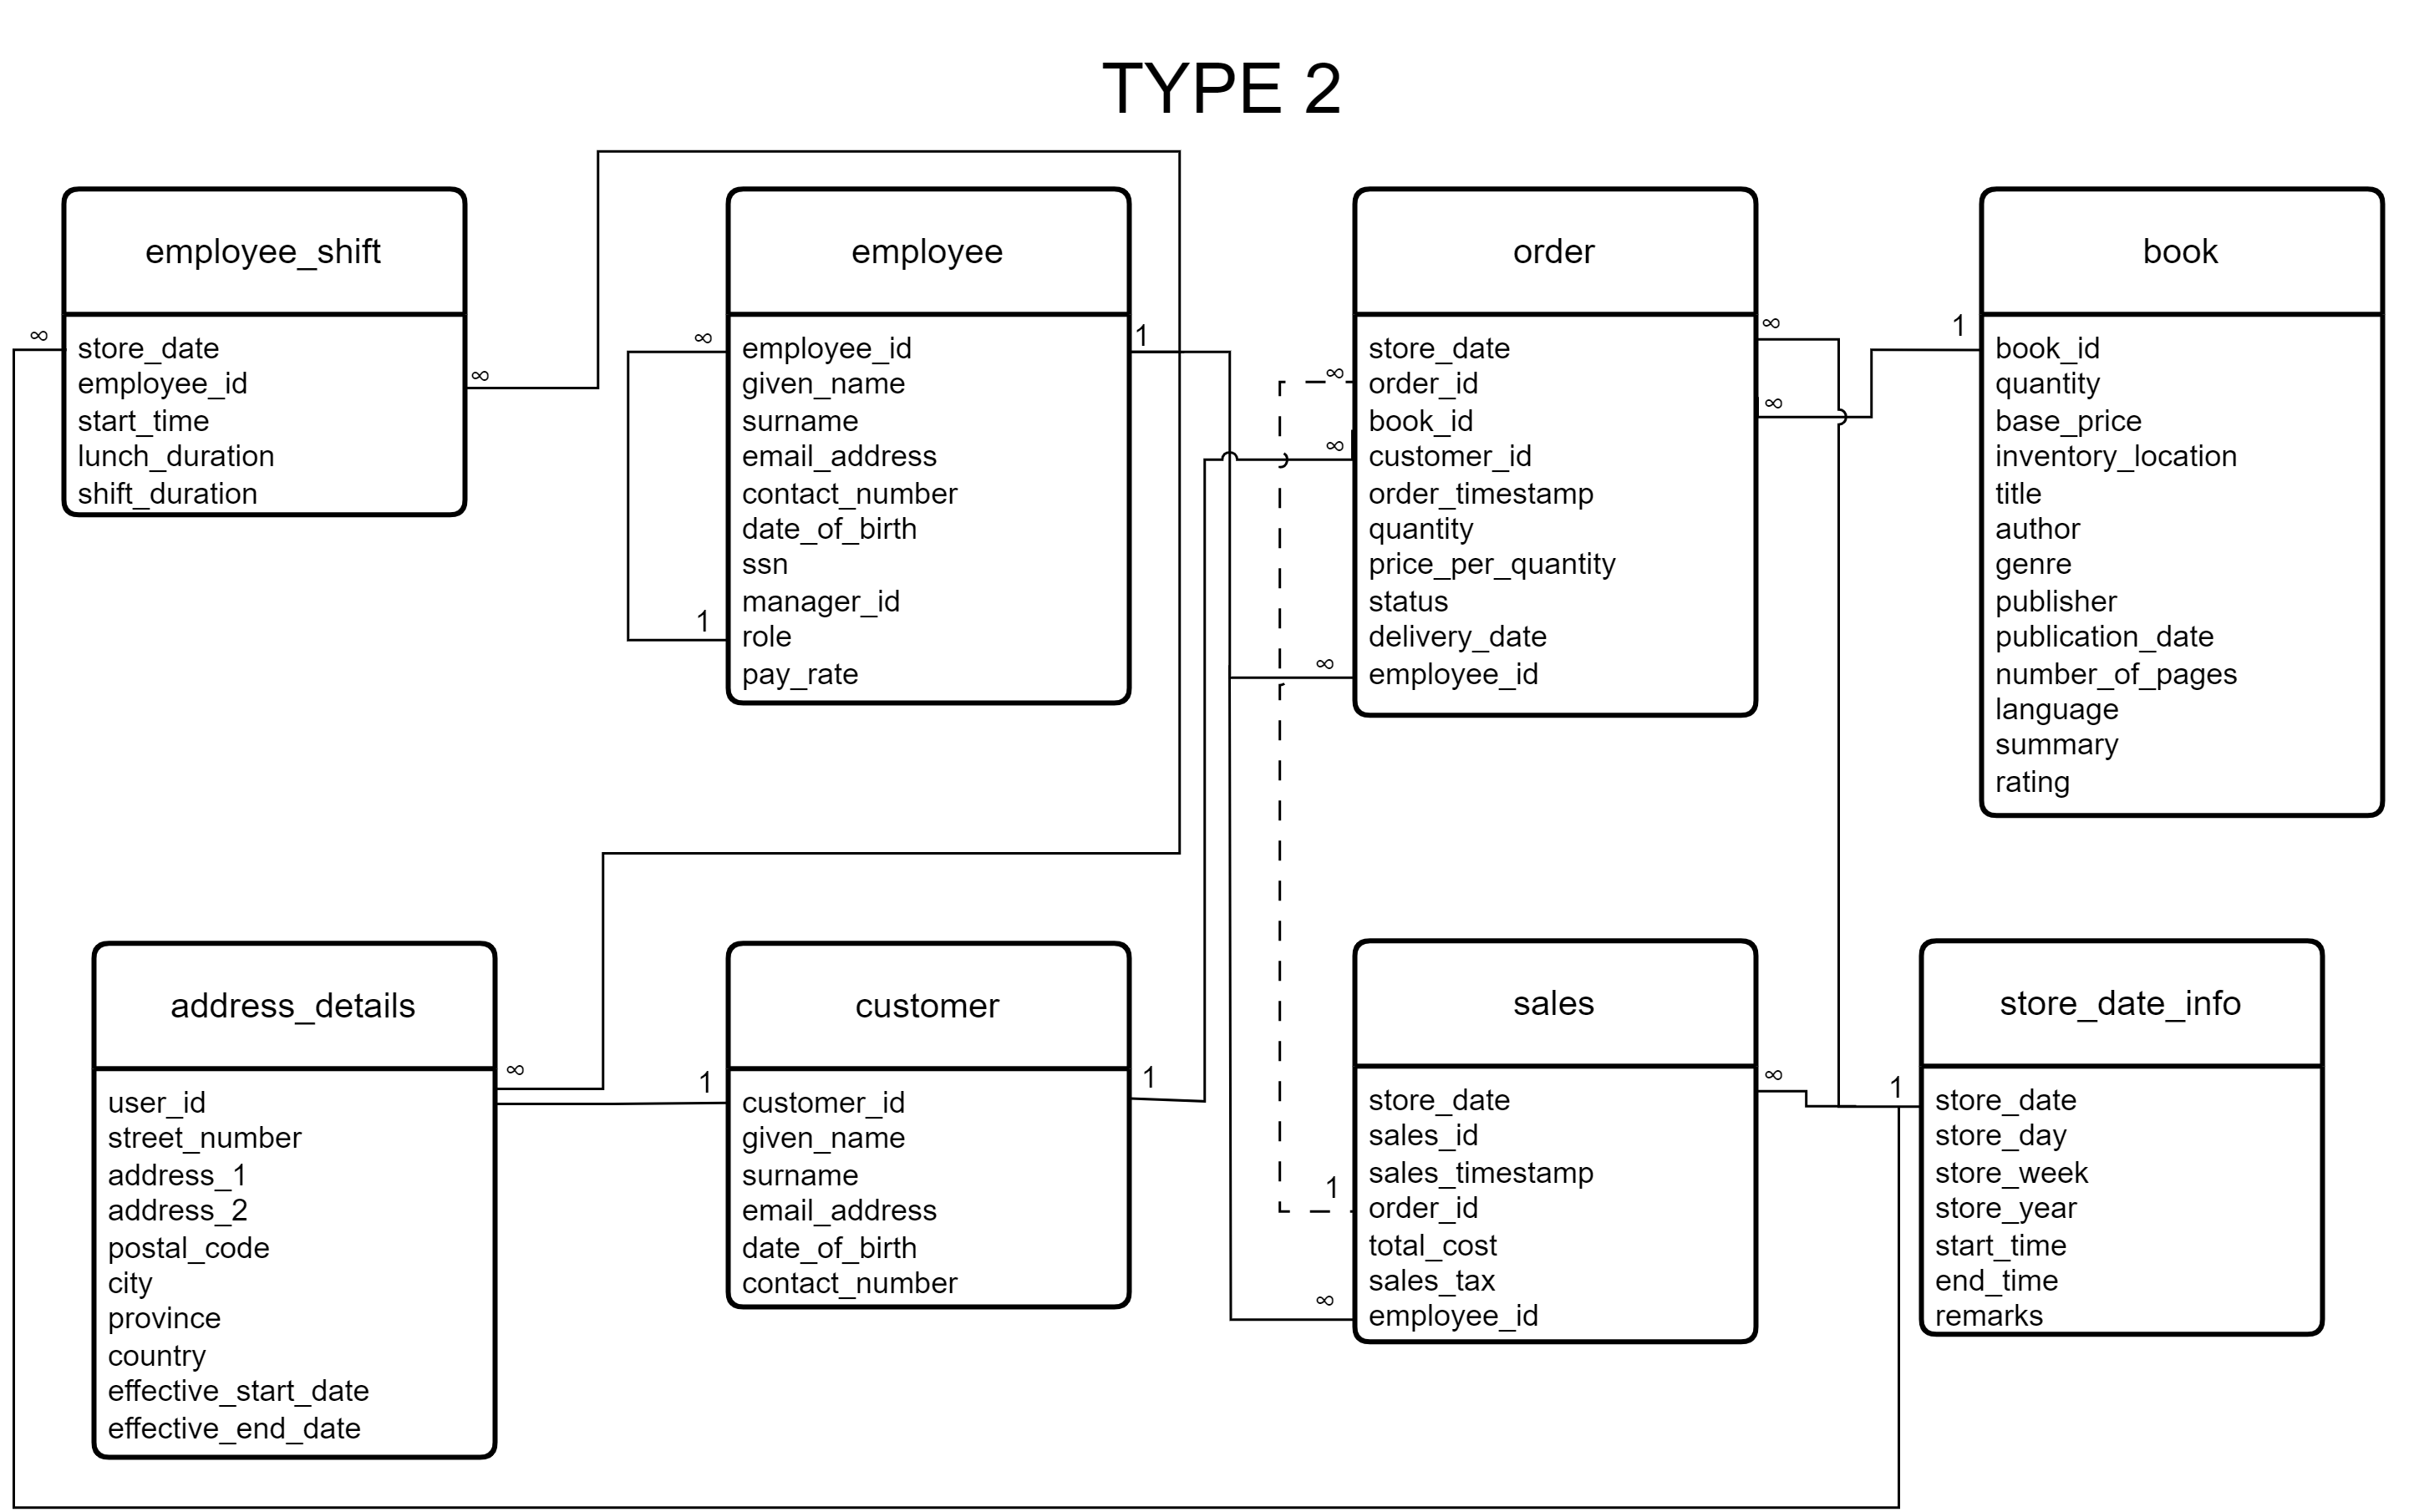 TYPE 2
employee_shift
∞
store_date
employee_id
∞
start_time
lunch_duration
shift_duration
employee
∞
1
employee_id
given_name
surname
email_address
contact_number
date_of_birth
ssn
manager_id
1
role
pay_rate
order
∞
store_date
∞
order_id
∞
book_id
∞
customer_id
order_timestamp
quantity
price_per_quantity
status
delivery_date
∞
employee_id
book
1
book_id
quantity
base_price
inventory_location
title
author
genre
publisher
publication_date
number_of_pages
language
summary
rating
address_details
∞
user_id
street_number
address_1
address_2
postal_code
city
province
country
effective_start_date
effective_end_date
customer
1
1
customer_id
given_name
surname
email_address
date_of_birth
contact_number
sales
∞
store_date
sales_id
sales_timestamp
1
order_id
total_cost
sales_tax
∞
employee_id
store_date_info
1
store_date
store_day
store_week
store_year
start_time
end_time
remarks